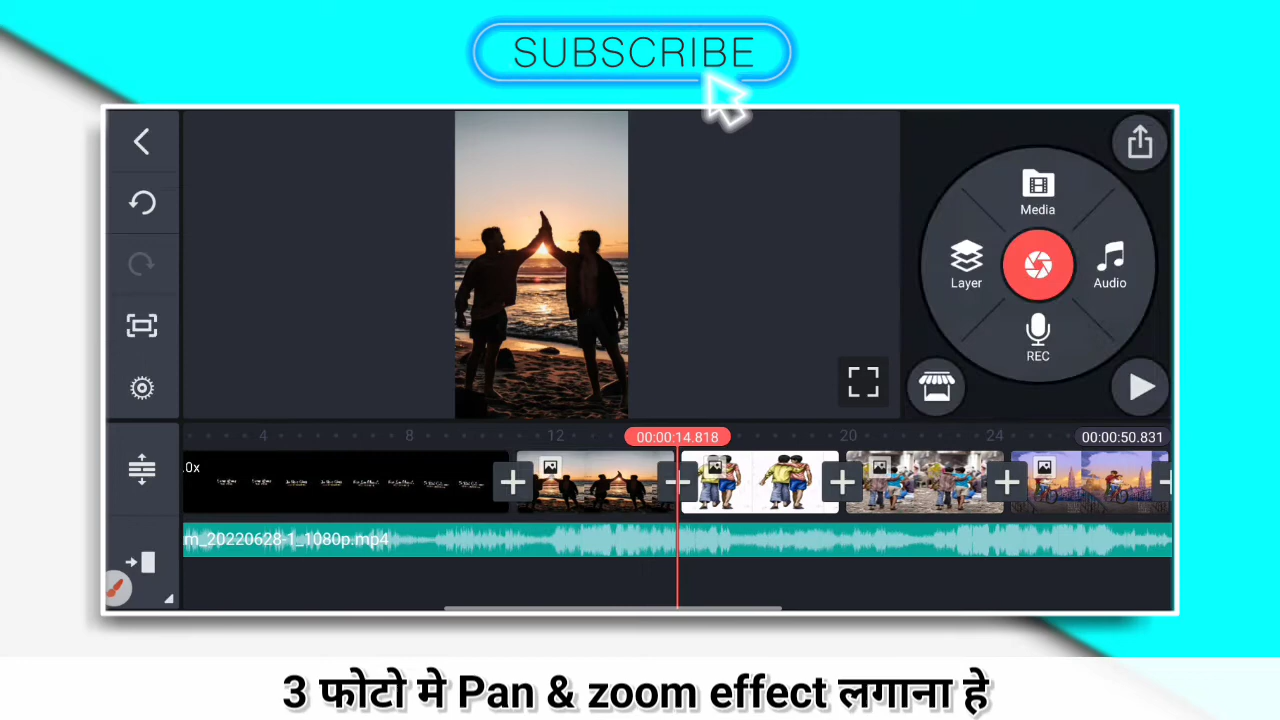 SUBSCRIBE
Media
Layer
Audio
REC
4
8
12
00:00:14.818
20
24
00:00:50.831
.0x
m_20220628-1_1080p.mp4
3 फोटो मे Pan & zoom effect लगाना हे